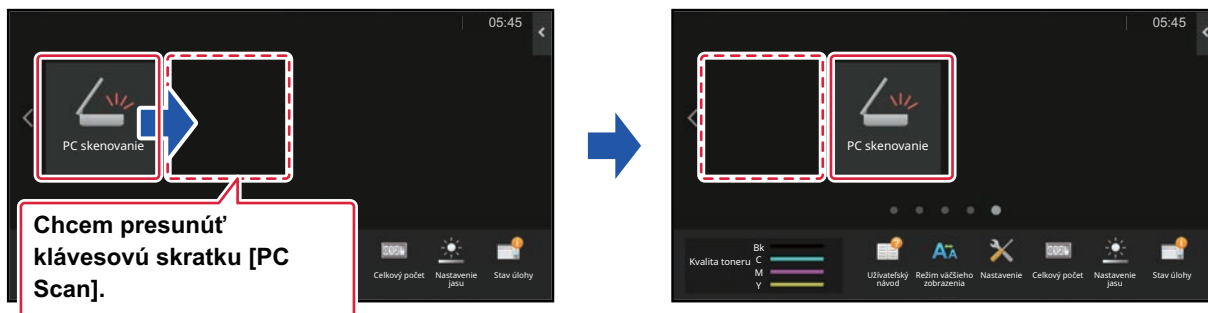 05:45
PC skenovanie
Chcem presunúť
klávesovú skratku [PC
Scan].
Celkový počet
Nastavenie
jasu
Stav úlohy
05:45
PC skenovanie
Kvalita toneru
Bk
C
M
Y
Užívateľský
návod
Režim väčšieho
zobrazenia
Nastavenie
Celkový počet
Nastavenie
jasu
Stav úlohy